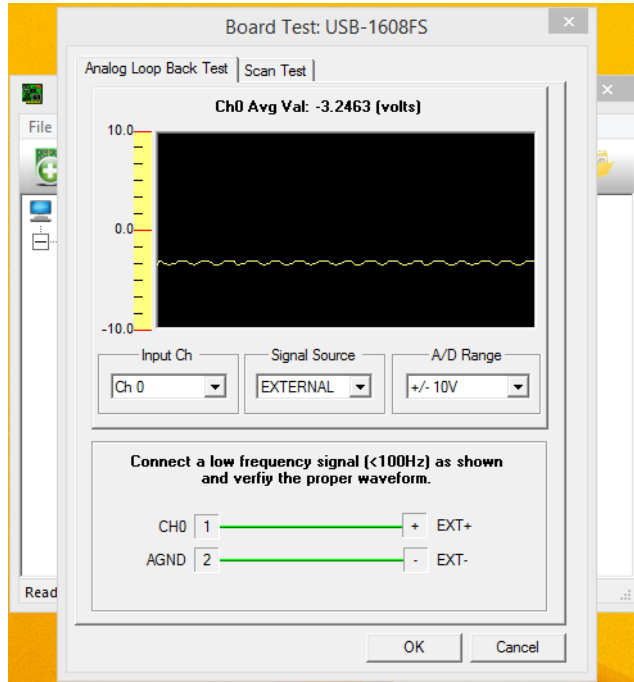 Board Test: USB-1608FS
Analog Loop Back Test
Scan Test
File
Ch0 Avg Val: -3.2463 (volts)
10.0
0.0
-10.0
Input Ch
Signal Source
A/D Range
Ch 0
EXTERNAL
+/- 10V
Connect a low frequency signal (<100Hz) as shown
and verfiy the proper waveform.
CH0 1 + EXT+
AGND 2 - EXT-
Read
OK
Cancel